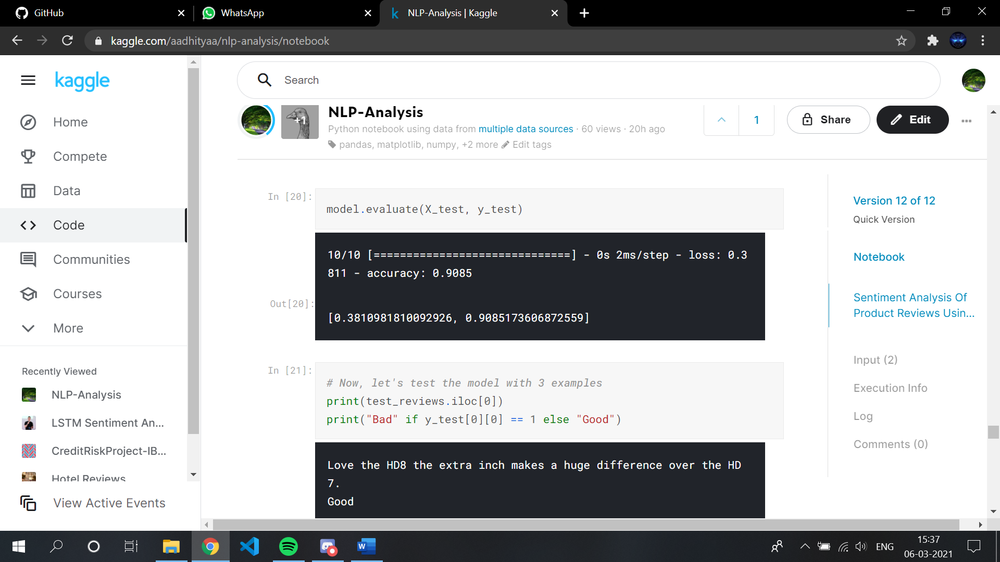 GitHub
WhatsApp
NLP-Analysis | Kaggle
kaggle.com/aadhityaa/nlp-analysis/notebook
kaggle
Search
Home
Compete
Data
Code
Communities
Courses
More
Recently Viewed
NLP-Analysis
LSTM Sentiment An...
CreditRiskProject-IB...
Hotel Reviews
View Active Events
+1
NLP-Analysis
Python notebook using data from multiple data sources · 60 views · 20h ago
pandas, matplotlib, numpy, +2 more Edit tags
1
Share
Edit
In [20]:
model.evaluate(X_test, y_test)
10/10 [==============================] - 0s 2ms/step - loss: 0.3
811 - accuracy: 0.9085
Out[20]:
[0.3810981810092926, 0.9085173606872559]
In [21]:
# Now, let's test the model with 3 examples
print(test_reviews.iloc[0])
print("Bad" if y_test[0][0] == 1 else "Good")
Love the HD8 the extra inch makes a huge difference over the HD
7.
Good
Version 12 of 12
Quick Version
Notebook
Sentiment Analysis Of
Product Reviews Usin...
Input (2)
Execution Info
Log
Comments (0)
W
ENG
15:37
06-03-2021